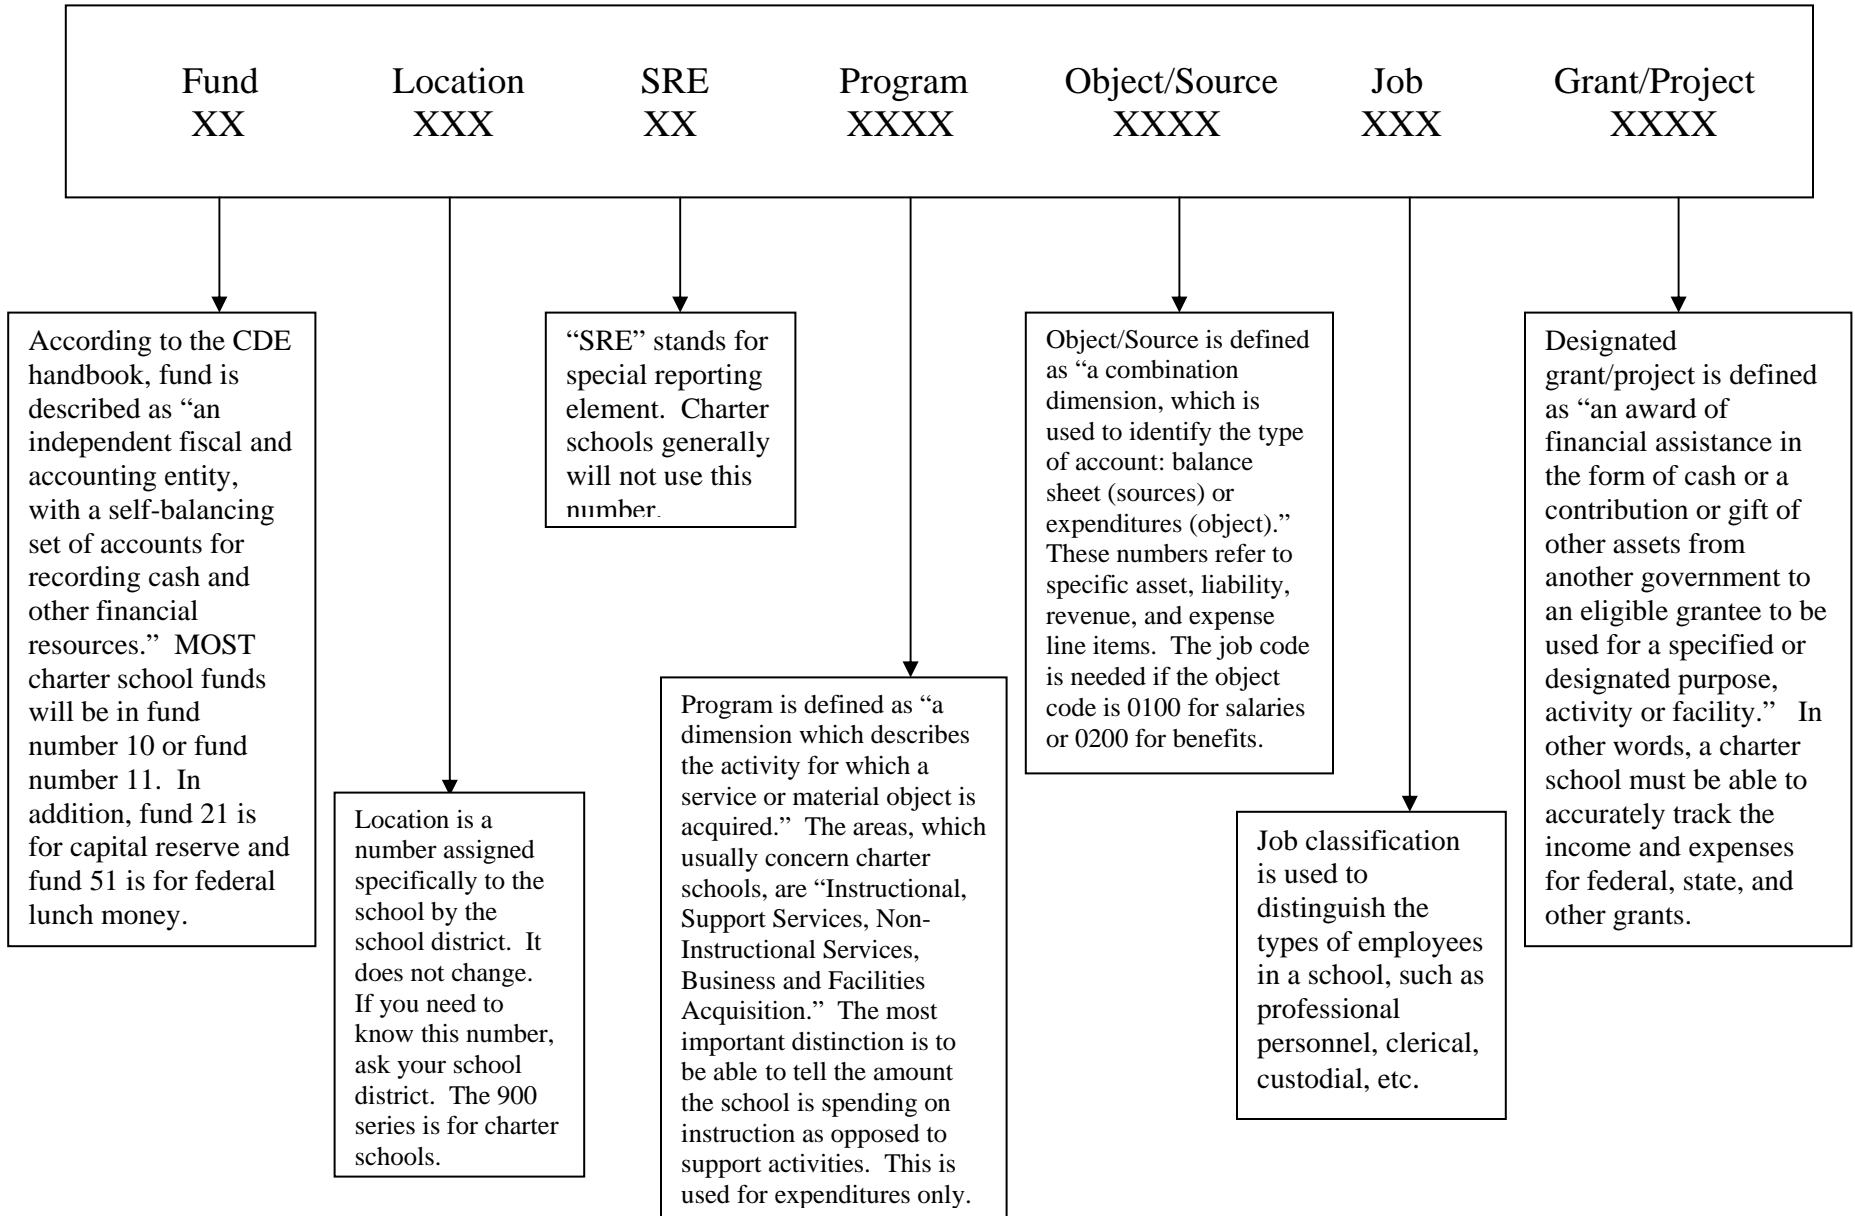 Fund Location SRE Program Object/Source Job Grant/Project
XX XXX XX XXXX XXXX XXX XXXX
According to the CDE
handbook, fund is
described as “an
independent fiscal and
accounting entity,
with a self-balancing
set of accounts for
recording cash and
other financial
resources.”  MOST
charter school funds
will be in fund
number 10 or fund
number 11.  In
addition, fund 21 is
for capital reserve and
fund 51 is for federal
lunch money.
Location is a
number assigned
specifically to the
school by the
school district.  It
does not change.
If you need to
know this number,
ask your school
district.  The 900
series is for charter
schools.
“SRE” stands for
special reporting
element.  Charter
schools generally
will not use this
number.
Program is defined as “a
dimension which describes
the activity for which a
service or material object is
acquired.”  The areas, which
usually concern charter
schools, are “Instructional,
Support Services, Non-
Instructional Services,
Business and Facilities
Acquisition.”  The most
important distinction is to
be able to tell the amount
the school is spending on
instruction as opposed to
support activities.  This is
used for expenditures only.
Object/Source is defined
as “a combination
dimension, which is
used to identify the type
of account: balance
sheet (sources) or
expenditures (object).”
These numbers refer to
specific asset, liability,
revenue, and expense
line items.  The job code
is needed if the object
code is 0100 for salaries
or 0200 for benefits.
Job classification
is used to
distinguish the
types of employees
in a school, such as
professional
personnel, clerical,
custodial, etc.
Designated
grant/project is defined
as “an award of
financial assistance in
the form of cash or a
contribution or gift of
other assets from
another government to
an eligible grantee to be
used for a specified or
designated purpose,
activity or facility.”   In
other words, a charter
school must be able to
accurately track the
income and expenses
for federal, state, and
other grants.